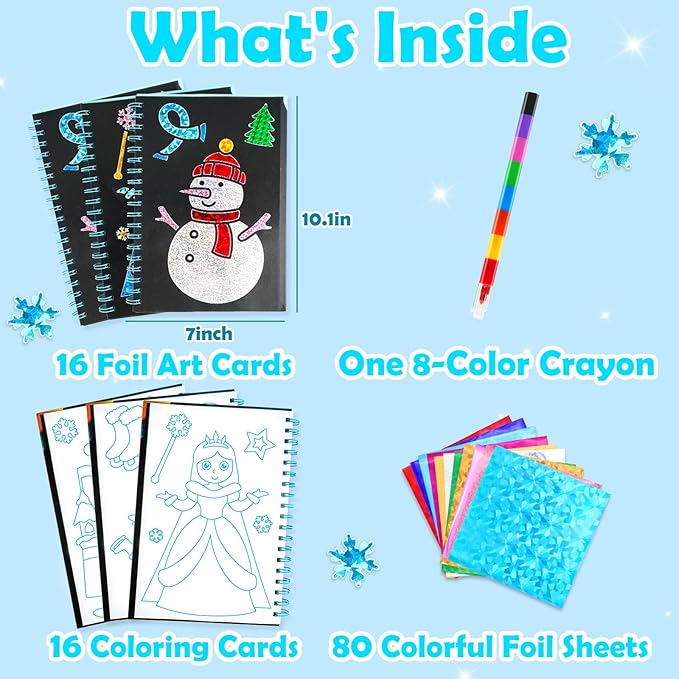 What's Inside
10.1in
7inch
16 Foil Art Cards
One 8-Color Crayon
16 Coloring Cards
80 Colorful Foil Sheets